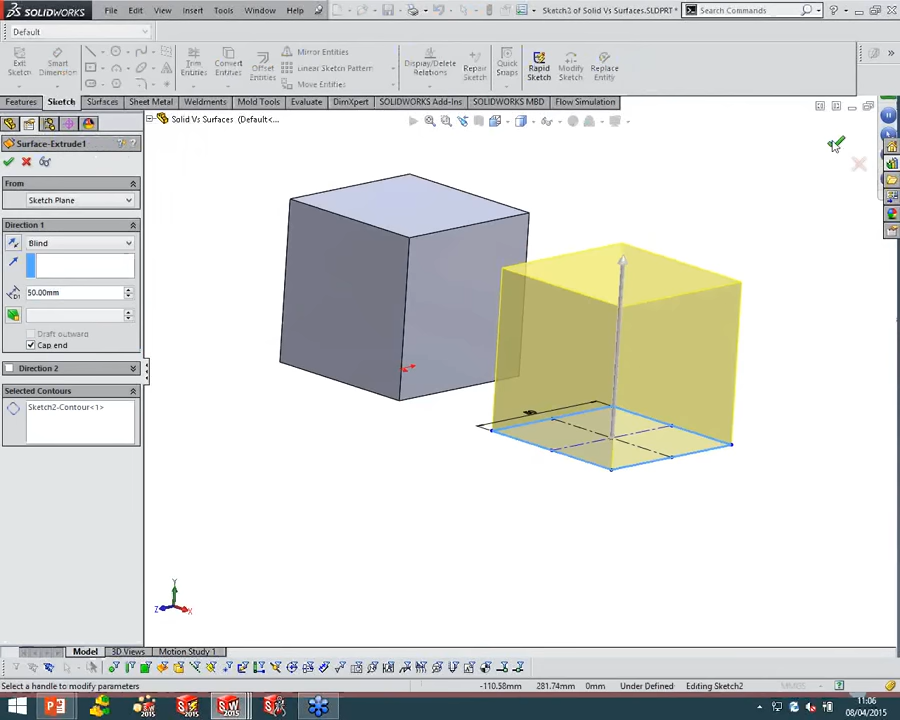 SOLIDWORKS File Edit View Insert Tools Window Help Sketch2 of Solid Vs Surfaces.SLDPRT * Search Commands
Default
Exit Sketch Smart Dimension Trim Entities Convert Entities Offset Entities Mirror Entities Linear Sketch Pattern Move Entities Display/Delete Relations Repair Sketch Quick Snaps Rapid Sketch Modify Sketch Replace Entity
Features Sketch Surfaces Sheet Metal Weldments Mold Tools Evaluate DimXpert SOLIDWORKS Add-Ins SOLIDWORKS MBD Flow Simulation
Solid Vs Surfaces (Default<...
Surface-Extrude1
From
Sketch Plane
Direction 1
Blind
50.00mm
Draft outward
Cap end
Direction 2
Selected Contours
Sketch2-Contour<1>
Y
Z X
Model 3D Views Motion Study 1
Select a handle to modify parameters -110.58mm 281.74mm 0mm Under Defined Editing Sketch2 MMGS
11:06
08/04/2015